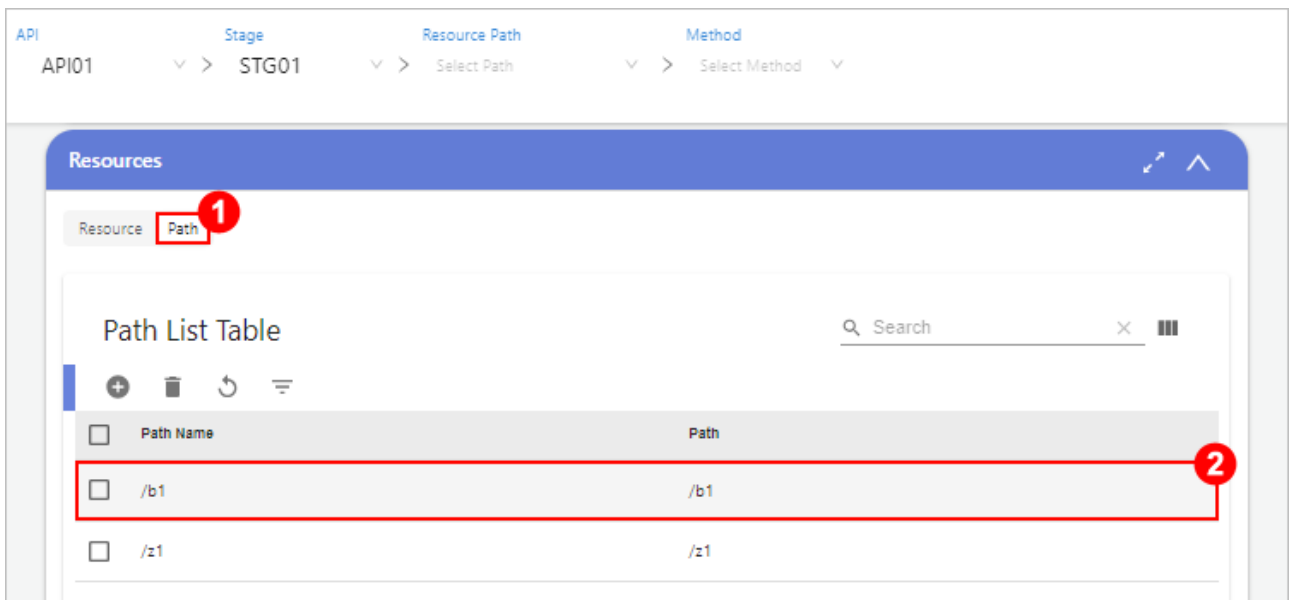 API Stage Resource Path Method
API01 > STG01 > Select Path > Select Method
Resources
1
Resource Path
Path List Table
Search
Path Name Path
2
/b1 /b1
/z1 /z1